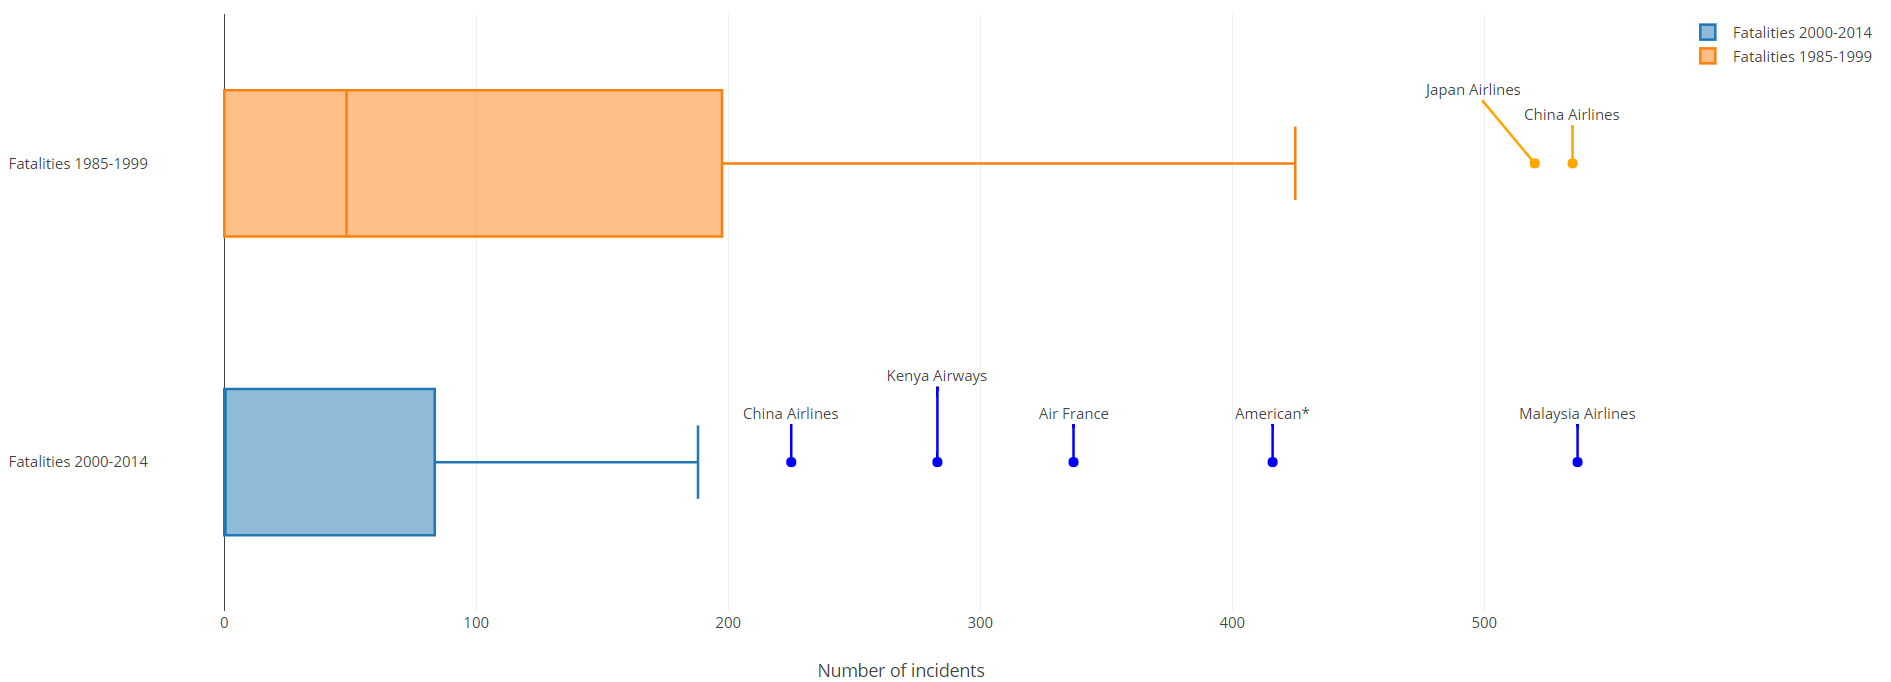 Fatalities 2000-2014
Fatalities 1985-1999
Japan Airlines
China Airlines
Fatalities 1985-1999
Kenya Airways
China Airlines
Air France
American*
Malaysia Airlines
Fatalities 2000-2014
0 100 200 300 400 500
Number of incidents